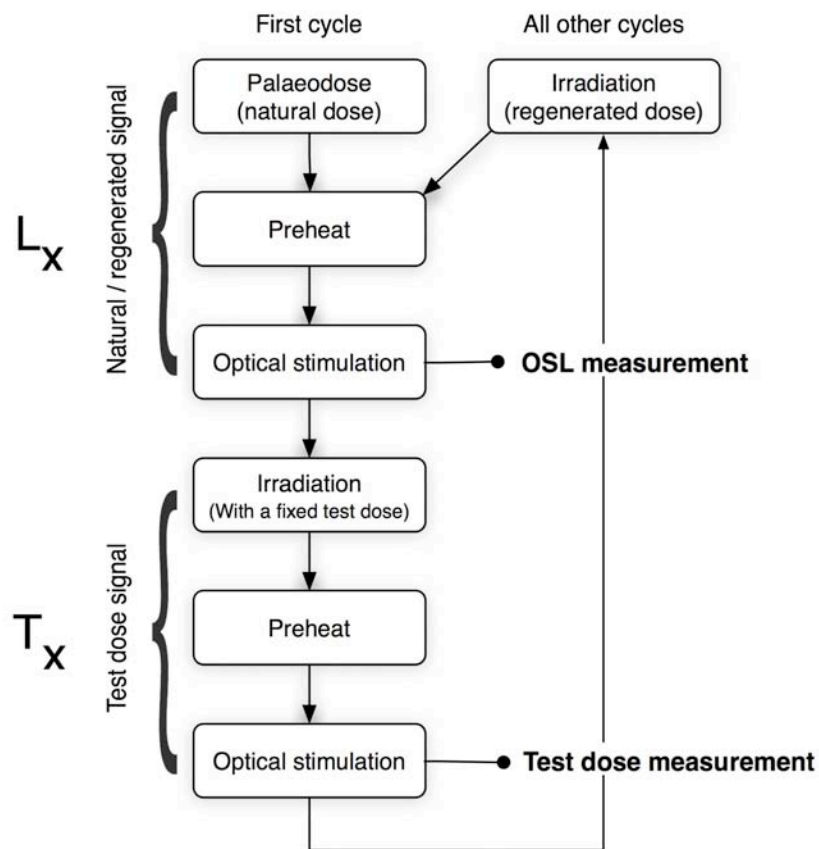 First cycle
All other cycles
Palaeodose
(natural dose)
Irradiation
(regenerated dose)
Natural / regenerated signal
Lx
Preheat
Optical stimulation
OSL measurement
Irradiation
(With a fixed test dose)
Test dose signal
Tx
Preheat
Optical stimulation
Test dose measurement